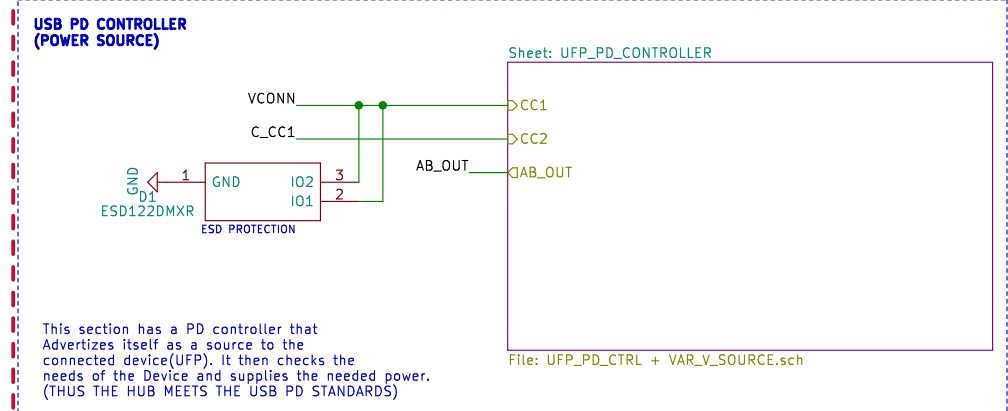 USB PD CONTROLLER
(POWER SOURCE)
Sheet: UFP_PD_CONTROLLER
VCONN
CC1
C_CC1
CC2
AB_OUT
AB_OUT
GND
1
GND
IO2
3
IO1
2
D1
ESD122DMXR
ESD PROTECTION
This section has a PD controller that
Advertizes itself as a source to the
connected device(UFP). It then checks the
needs of the Device and supplies the needed power.
(THUS THE HUB MEETS THE USB PD STANDARDS)
File: UFP_PD_CTRL + VAR_V_SOURCE.sch